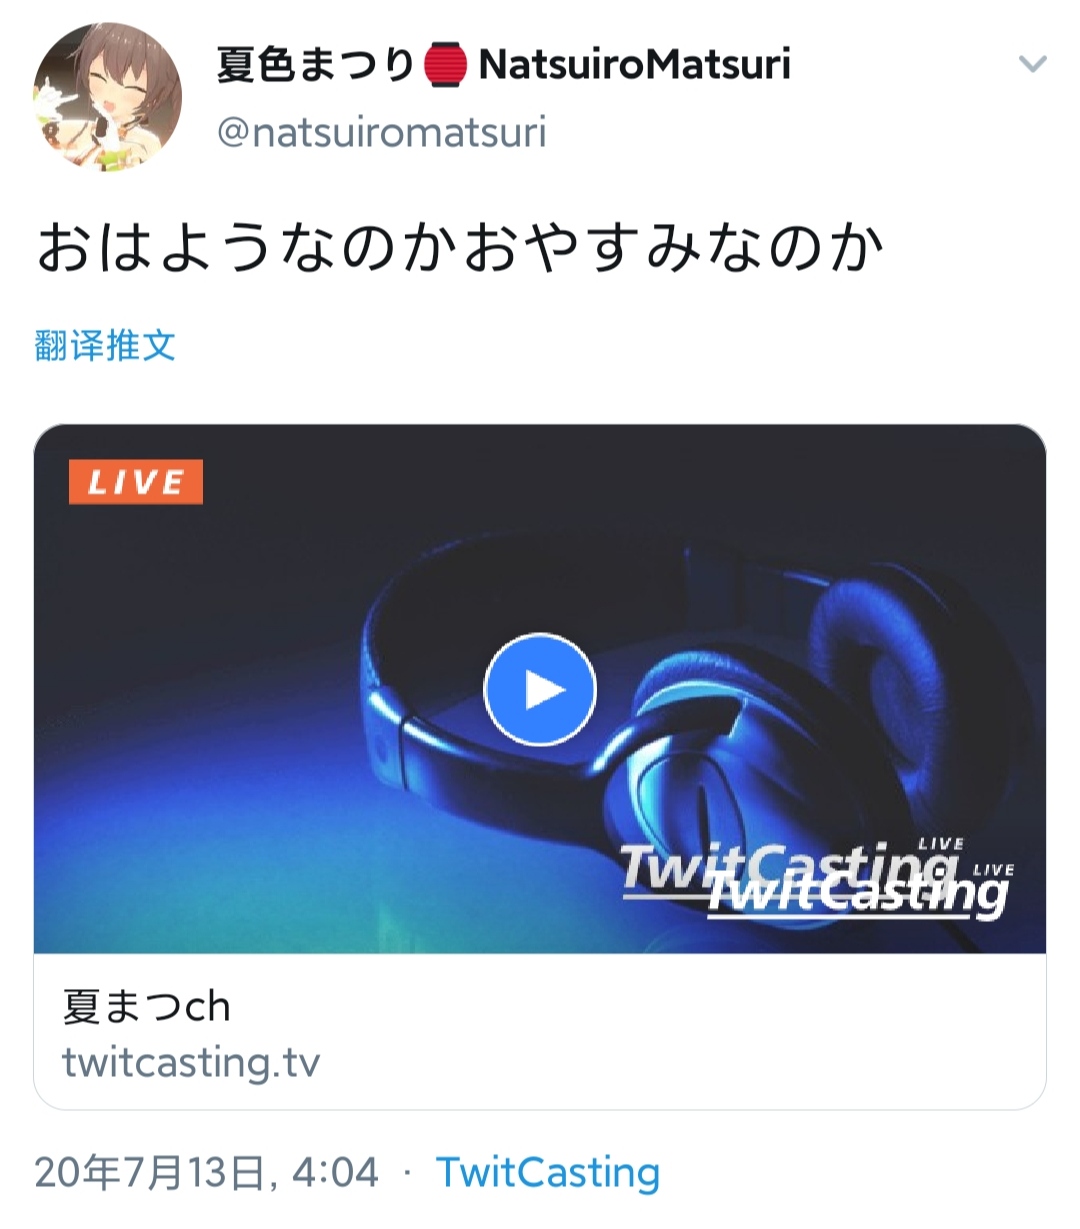 夏色まつり🏮NatsuiroMatsuri
@natsuiromatsuri
おはようなのかおやすみなのか
翻译推文
LIVE
TwitCasting LIVE
TwitCasting LIVE
夏まつch
twitcasting.tv
20年7月13日, 4:04 · TwitCasting